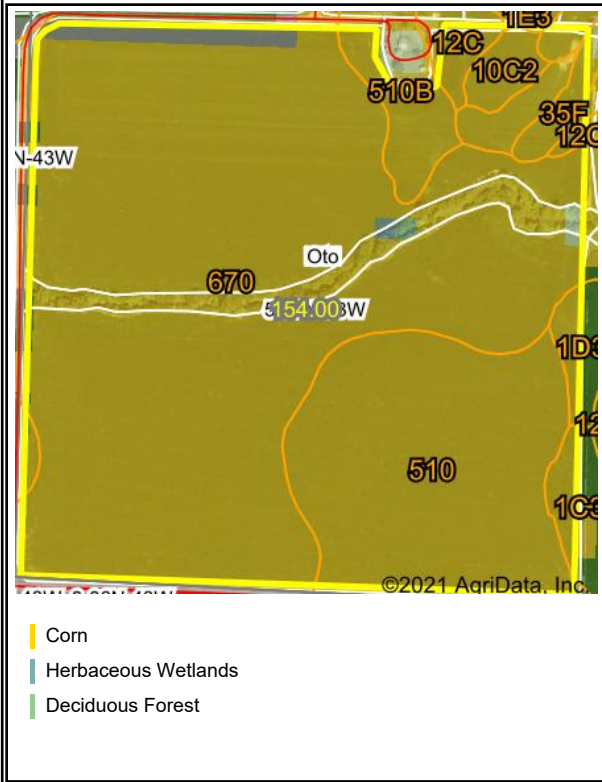 1E3
12C
10C2
510B
35F
12C
N-43W
Oto
670
154.00
1D3
12
510
1C3
©2021 AgriData, Inc.
Corn
Herbaceous Wetlands
Deciduous Forest